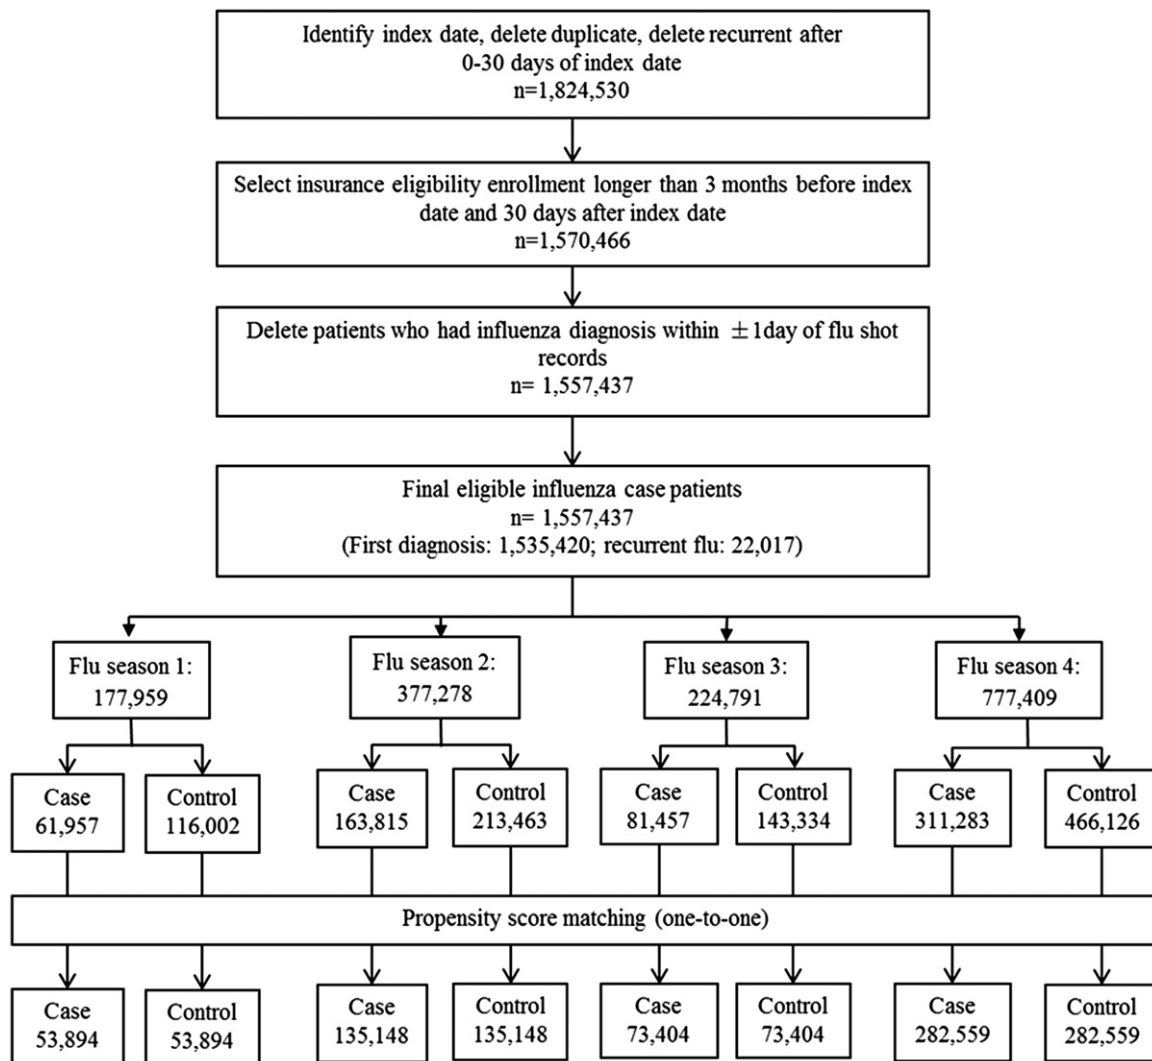 Identify index date, delete duplicate, delete recurrent after
0-30 days of index date
n=1,824,530
Select insurance eligibility enrollment longer than 3 months before index
date and 30 days after index date
n=1,570,466
Delete patients who had influenza diagnosis within ±1day of flu shot
records
n= 1,557,437
Final eligible influenza case patients
n= 1,557,437
(First diagnosis: 1,535,420; recurrent flu: 22,017)
Flu season 1:
177,959
Flu season 2:
377,278
Flu season 3:
224,791
Flu season 4:
777,409
Case
61,957
Control
116,002
Case
163,815
Control
213,463
Case
81,457
Control
143,334
Case
311,283
Control
466,126
Propensity score matching (one-to-one)
Case
53,894
Control
53,894
Case
135,148
Control
135,148
Case
73,404
Control
73,404
Case
282,559
Control
282,559